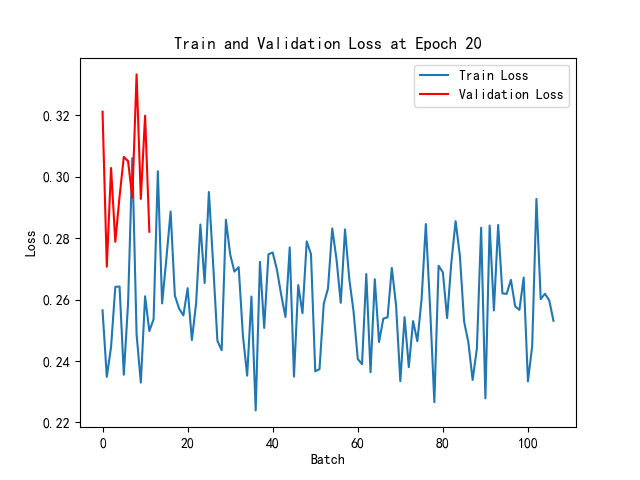 Train and Validation Loss at Epoch 20
Train Loss
Validation Loss
0.32
0.30
0.28
0.26
0.24
0.22
Loss
0 20 40 60 80 100
Batch